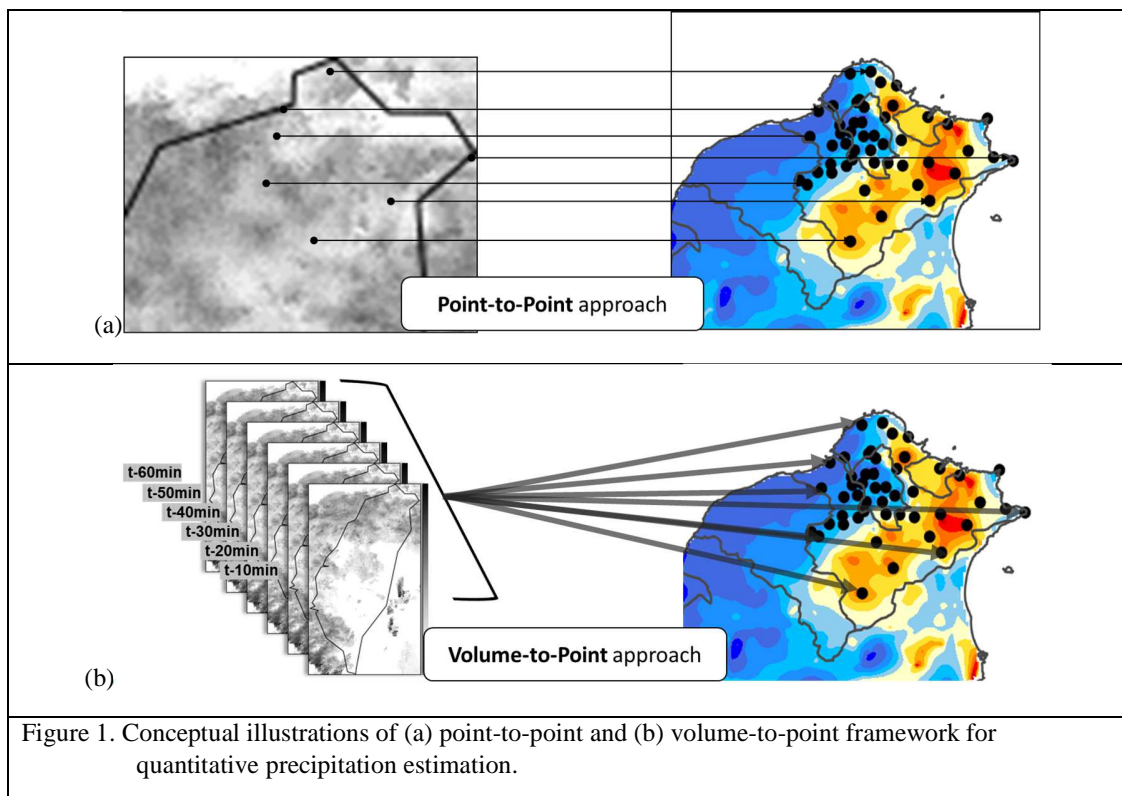 Point-to-Point approach
(a)
t-60min
t-50min
t-40min
t-30min
t-20min
t-10min
Volume-to-Point approach
(b)
Figure 1. Conceptual illustrations of (a) point-to-point and (b) volume-to-point framework for
quantitative precipitation estimation.